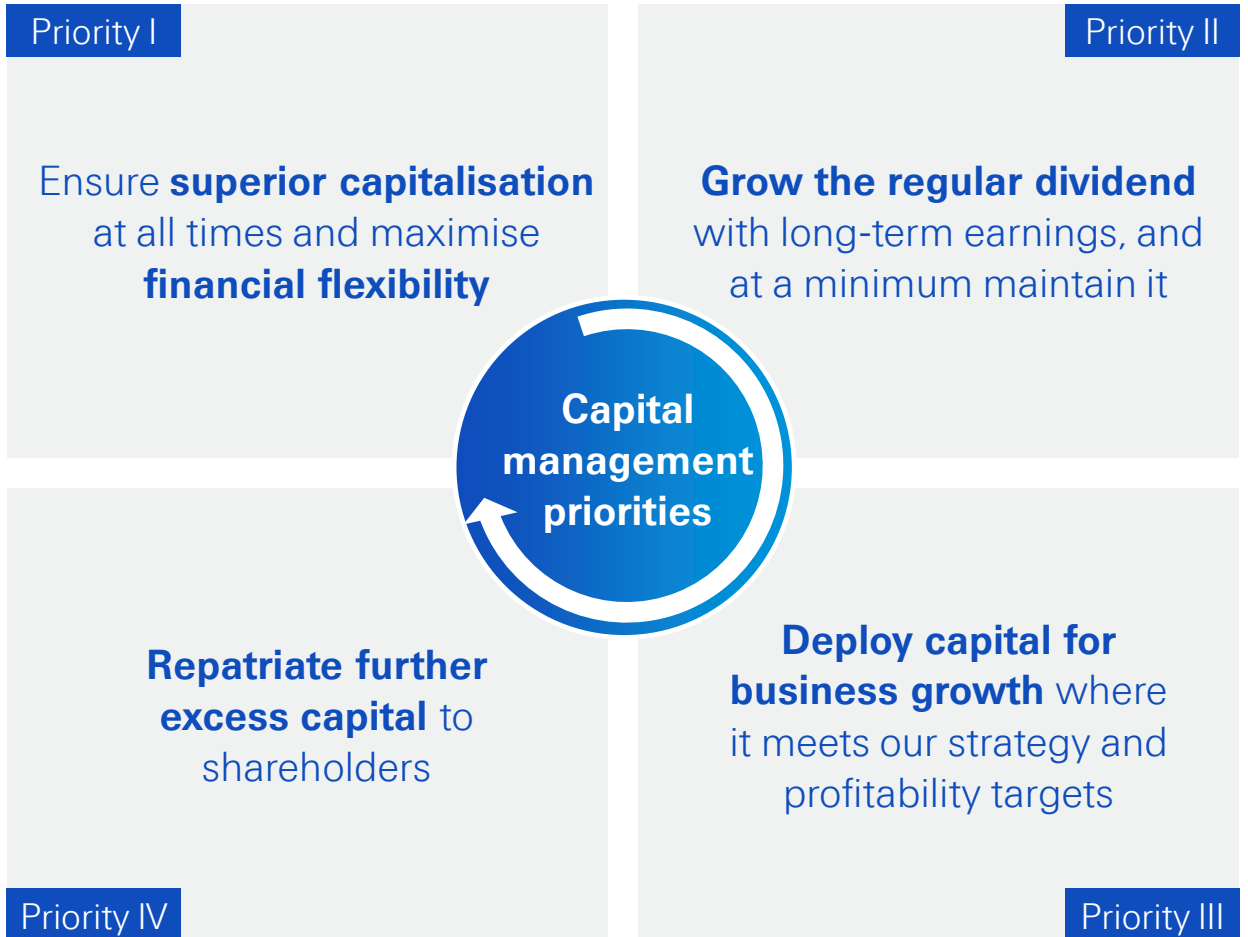 Priority I
Ensure superior capitalisation
at all times and maximise
financial flexibility
Priority II
Grow the regular dividend
with long-term earnings, and
at a minimum maintain it
Capital
management
priorities
Deploy capital for
business growth where
it meets our strategy and
profitability targets
Priority III
Repatriate further
excess capital to
shareholders
Priority IV